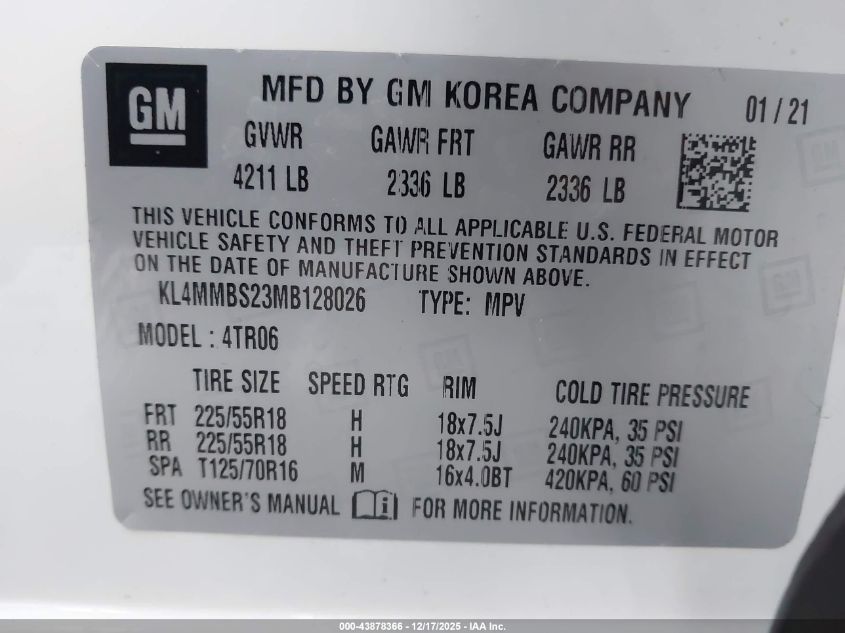 GM
MFD BY GM KOREA COMPANY 01/21
GVWR GAWR FRT GAWR RR
4211 LB 2336 LB 2336 LB
THIS VEHICLE CONFORMS TO ALL APPLICABLE U.S. FEDERAL MOTOR
VEHICLE SAFETY AND THEFT PREVENTION STANDARDS IN EFFECT
ON THE DATE OF MANUFACTURE SHOWN ABOVE.
KL4MMBS23MB128026 TYPE: MPV
MODEL : 4TR06
TIRE SIZE SPEED RTG RIM COLD TIRE PRESSURE
FRT 225/55R18 H 18x7.5J 240KPA, 35 PSI
RR 225/55R18 H 18x7.5J 240KPA, 35 PSI
SPA T125/70R16 M 16x4.0BT 420KPA, 60 PSI
SEE OWNER'S MANUAL i FOR MORE INFORMATION.
000-43878366 - 12/17/2025 - IAA Inc.